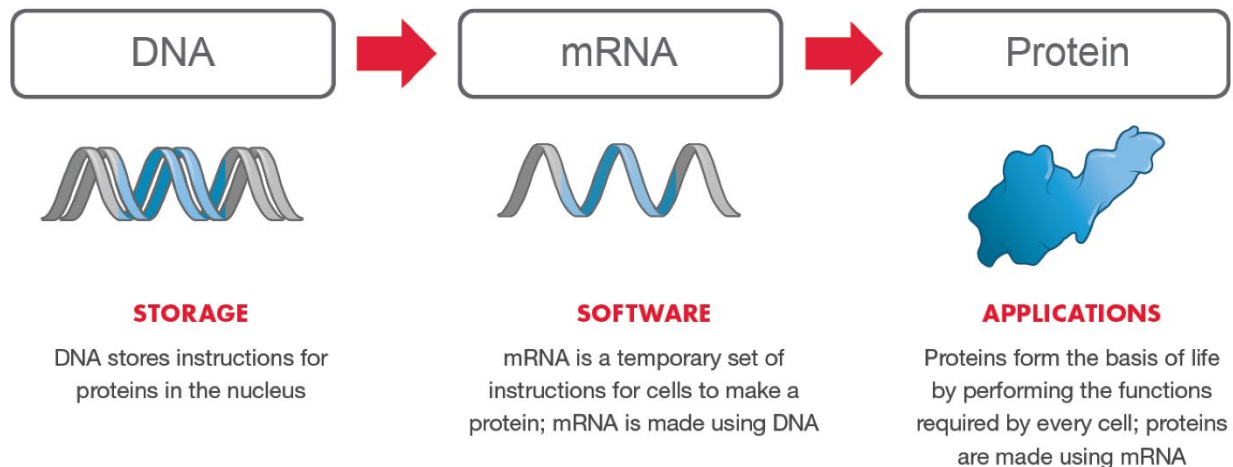 DNA
mRNA
Protein
STORAGE
DNA stores instructions for
proteins in the nucleus
SOFTWARE
mRNA is a temporary set of
instructions for cells to make a
protein; mRNA is made using DNA
APPLICATIONS
Proteins form the basis of life
by performing the functions
required by every cell; proteins
are made using mRNA